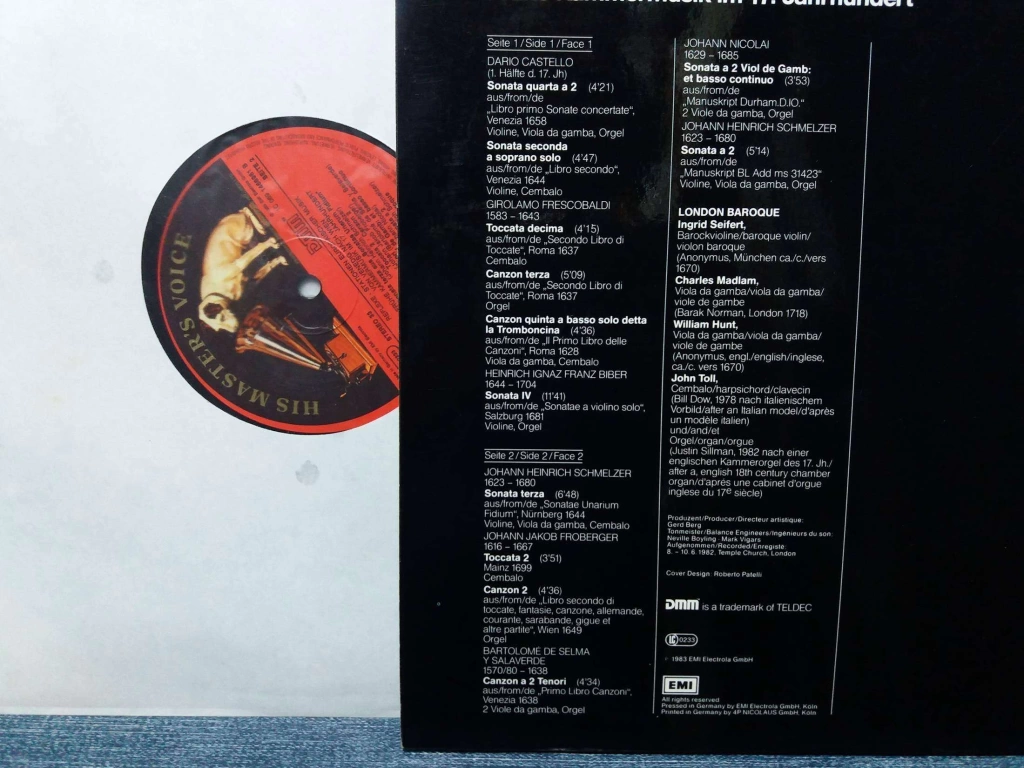 Kammermusik im 17. Jahrhundert
Seite 1/Side 1/Face 1
DARIO CASTELLO
(1. Hälfte d. 17. Jh)
Sonata quarta a 2 (4'21)
aus/from/de
„Libro primo Sonate concertate“,
Venezia 1658
Violine, Viola da gamba, Orgel
Sonata seconda
a soprano solo (4'47)
aus/from/de „Libro secondo“,
Venezia 1644
Violine, Cembalo
GIROLAMO FRESCOBALDI
1583 – 1643
Toccata decima (4'15)
aus/from/de „Secondo Libro di
Toccate“, Roma 1637
Cembalo
Canzon terza (5'09)
aus/from/de „Secondo Libro di
Toccate“, Roma 1637
Orgel
Canzon quinta a basso solo detta
la Tromboncina (4'36)
aus/from/de „Il Primo Libro delle
Canzoni“, Roma 1628
Viola da gamba, Cembalo
HEINRICH IGNAZ FRANZ BIBER
1644 – 1704
Sonata IV (11'41)
aus/from/de „Sonatae a violino solo“,
Salzburg 1681
Violine, Orgel
Seite 2/Side 2/Face 2
JOHANN HEINRICH SCHMELZER
1623 – 1680
Sonata terza (6'48)
aus/from/de „Sonatae Unarium
Fidium“, Nürnberg 1644
Violine, Viola da gamba, Cembalo
JOHANN JAKOB FROBERGER
1616 – 1667
Toccata 2 (3'51)
Mainz 1699
Cembalo
Canzon 2 (4'36)
aus/from/de „Libro secondo di
toccate, fantasie, canzone, allemande,
courante, sarabande, gigue et
altre partite“, Wien 1649
Orgel
BARTOLOME DE SELMA
Y SALAVERDE
1570/80 – 1638
Canzon a 2 Tenori (4'34)
aus/from/de „Primo Libro Canzoni“,
Venezia 1638
2 Viole da gamba, Orgel
JOHANN NICOLAI
1629 – 1685
Sonata a 2 Viol de Gamb:
et basso continuo (3'53)
aus/from/de
„Manuskript Durham.D.IO.“
2 Viole da gamba, Orgel
JOHANN HEINRICH SCHMELZER
1623 – 1680
Sonata a 2 (5'14)
aus/from/de
„Manuskript BL Add ms 31423“
Violine, Viola da gamba, Orgel
LONDON BAROQUE
Ingrid Seifert,
Barockvioline/baroque violin/
violon baroque
(Anonymus, München ca./c./vers
1670)
Charles Madlam,
Viola da gamba/viola da gamba/
viole de gambe
(Barak Norman, London 1718)
William Hunt,
Viola da gamba/viola da gamba/
viole de gambe
(Anonymus, engl./english/inglese,
ca./c. vers 1670)
John Toll,
Cembalo/harpsichord/clavecin
(Bill Dow, 1978 nach italienischem
Vorbild/after an Italian model/d'après
un modèle italien)
und/and/et
Orgel/organ/orgue
(Justin Sillman, 1982 nach einer
englischen Kammerorgel des 17. Jh./
after a, english 18th century chamber
organ/d'aprés une cabinet d'orgue
inglese du 17e siècle)
Produzent/Producer/Directeur artistique:
Gerd Berg
Tonmeister/Balance Engineers/Ingénieurs du son:
Neville Boyling · Mark Vigars
Aufgenommen/Recorded/Enregistré:
8. – 10. 6. 1982, Temple Church, London
Cover Design: Roberto Patelli
DMM is a trademark of TELDEC
LC 0233
1983 EMI Electrola GmbH
EMI
All rights reserved
Pressed in Germany by EMI Electrola GmbH, Köln
Printed in Germany by 4P NICOLAUS GmbH, Köln
HIS MASTER'S VOICE
EMI
STEREO 33